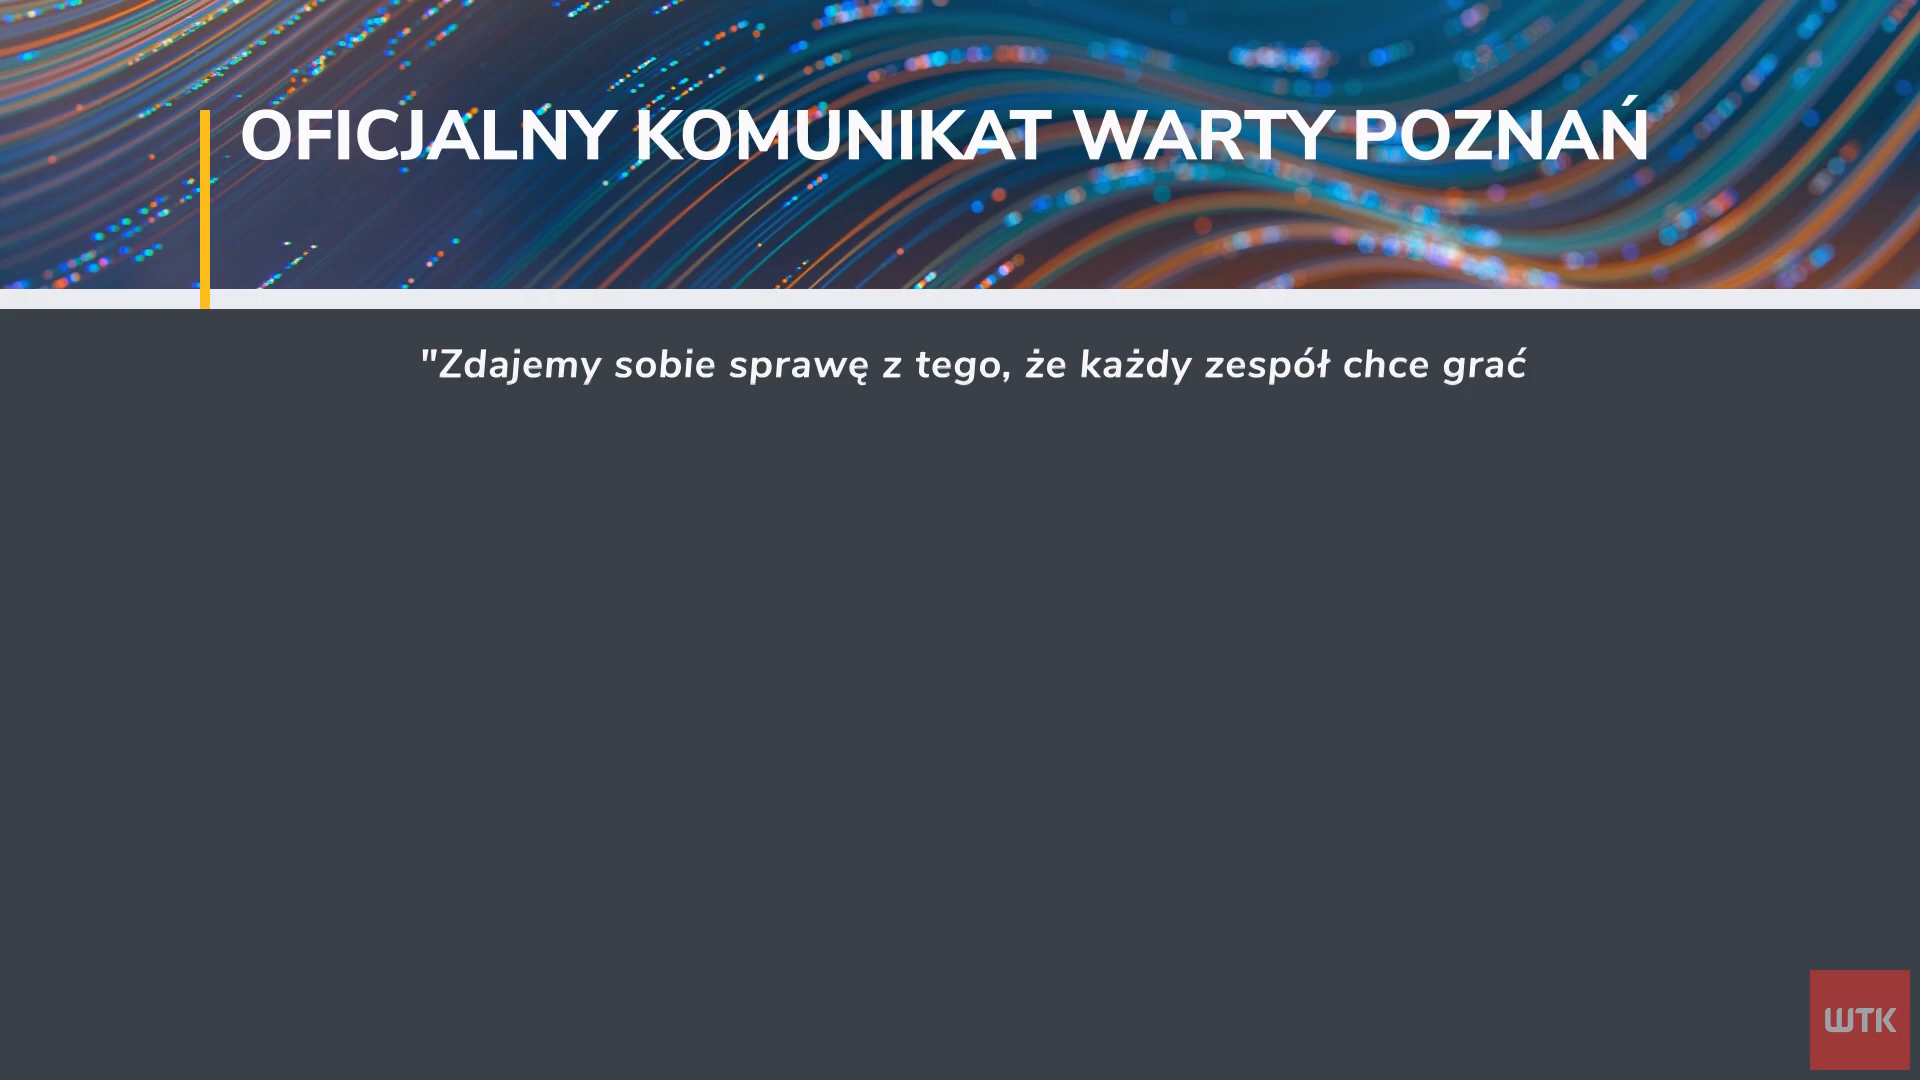 OFICJALNY KOMUNIKAT WARTY POZNAŃ
"Zdajemy sobie sprawę z tego, że każdy zespół chce grać
WTK